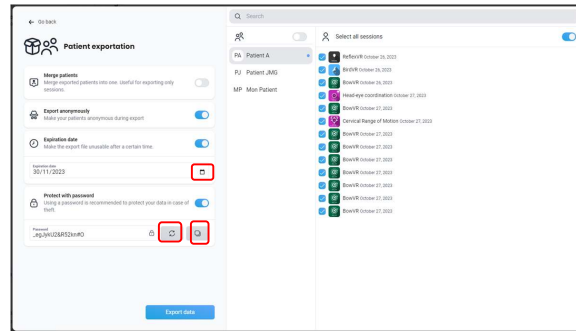 Go back
Patient exportation
Merge patients
Merge exported patients into one. Useful for exporting only
sessions.
Export anonymously
Make your patients anonymous during export
Expiration date
Make the export file unusable after a certain time.
Expiration date
30/11/2023
Protect with password
Using a password is recommended to protect your data in case of
theft.
Password
_egJykU2&R52kn#O
Export data
Search
PA Patient A
PJ Patient JMG
MP Mon Patient
Select all sessions
ReflexVR October 26, 2023
BirdVR October 26, 2023
BowVR October 26, 2023
Head-eye coordination October 27, 2023
Cervical Range of Motion October 27, 2023
BowVR October 27, 2023
BowVR October 27, 2023
BowVR October 27, 2023
BowVR October 27, 2023
BowVR October 27, 2023
BowVR October 27, 2023
BowVR October 27, 2023